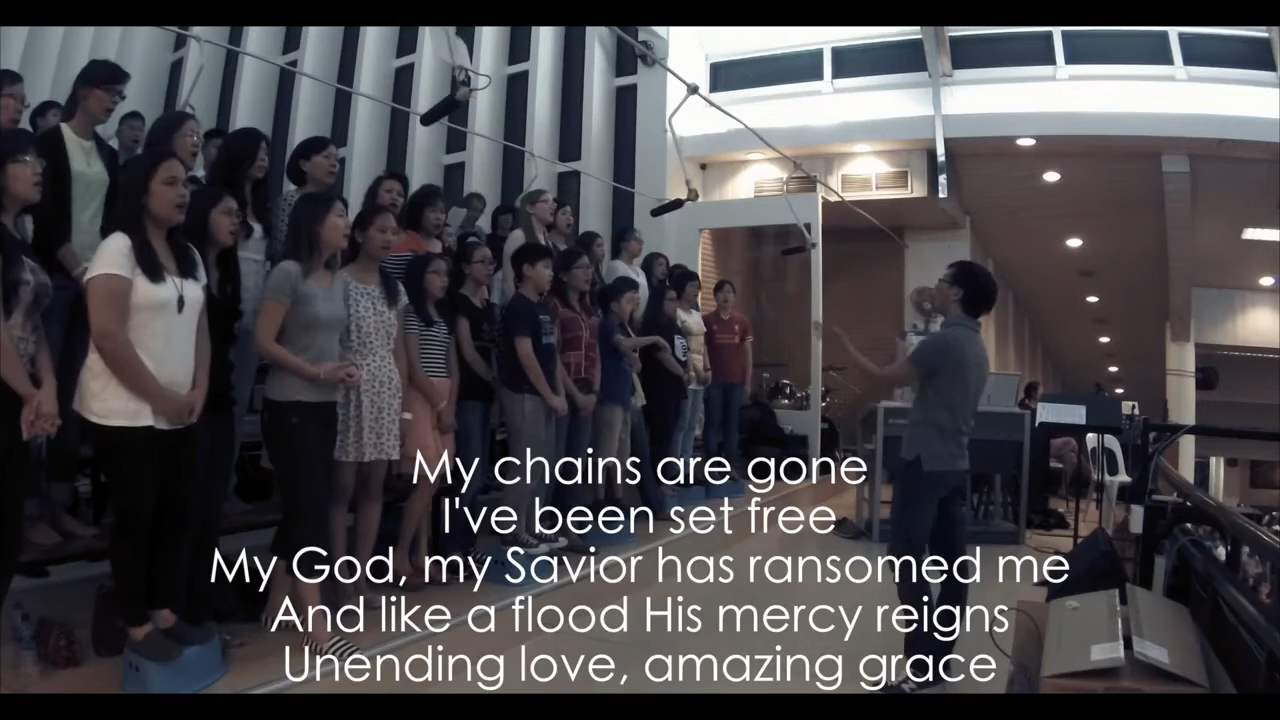 My chains are gone
I've been set free
My God, my Savior has ransomed me
And like a flood His mercy reigns
Unending love, amazing grace